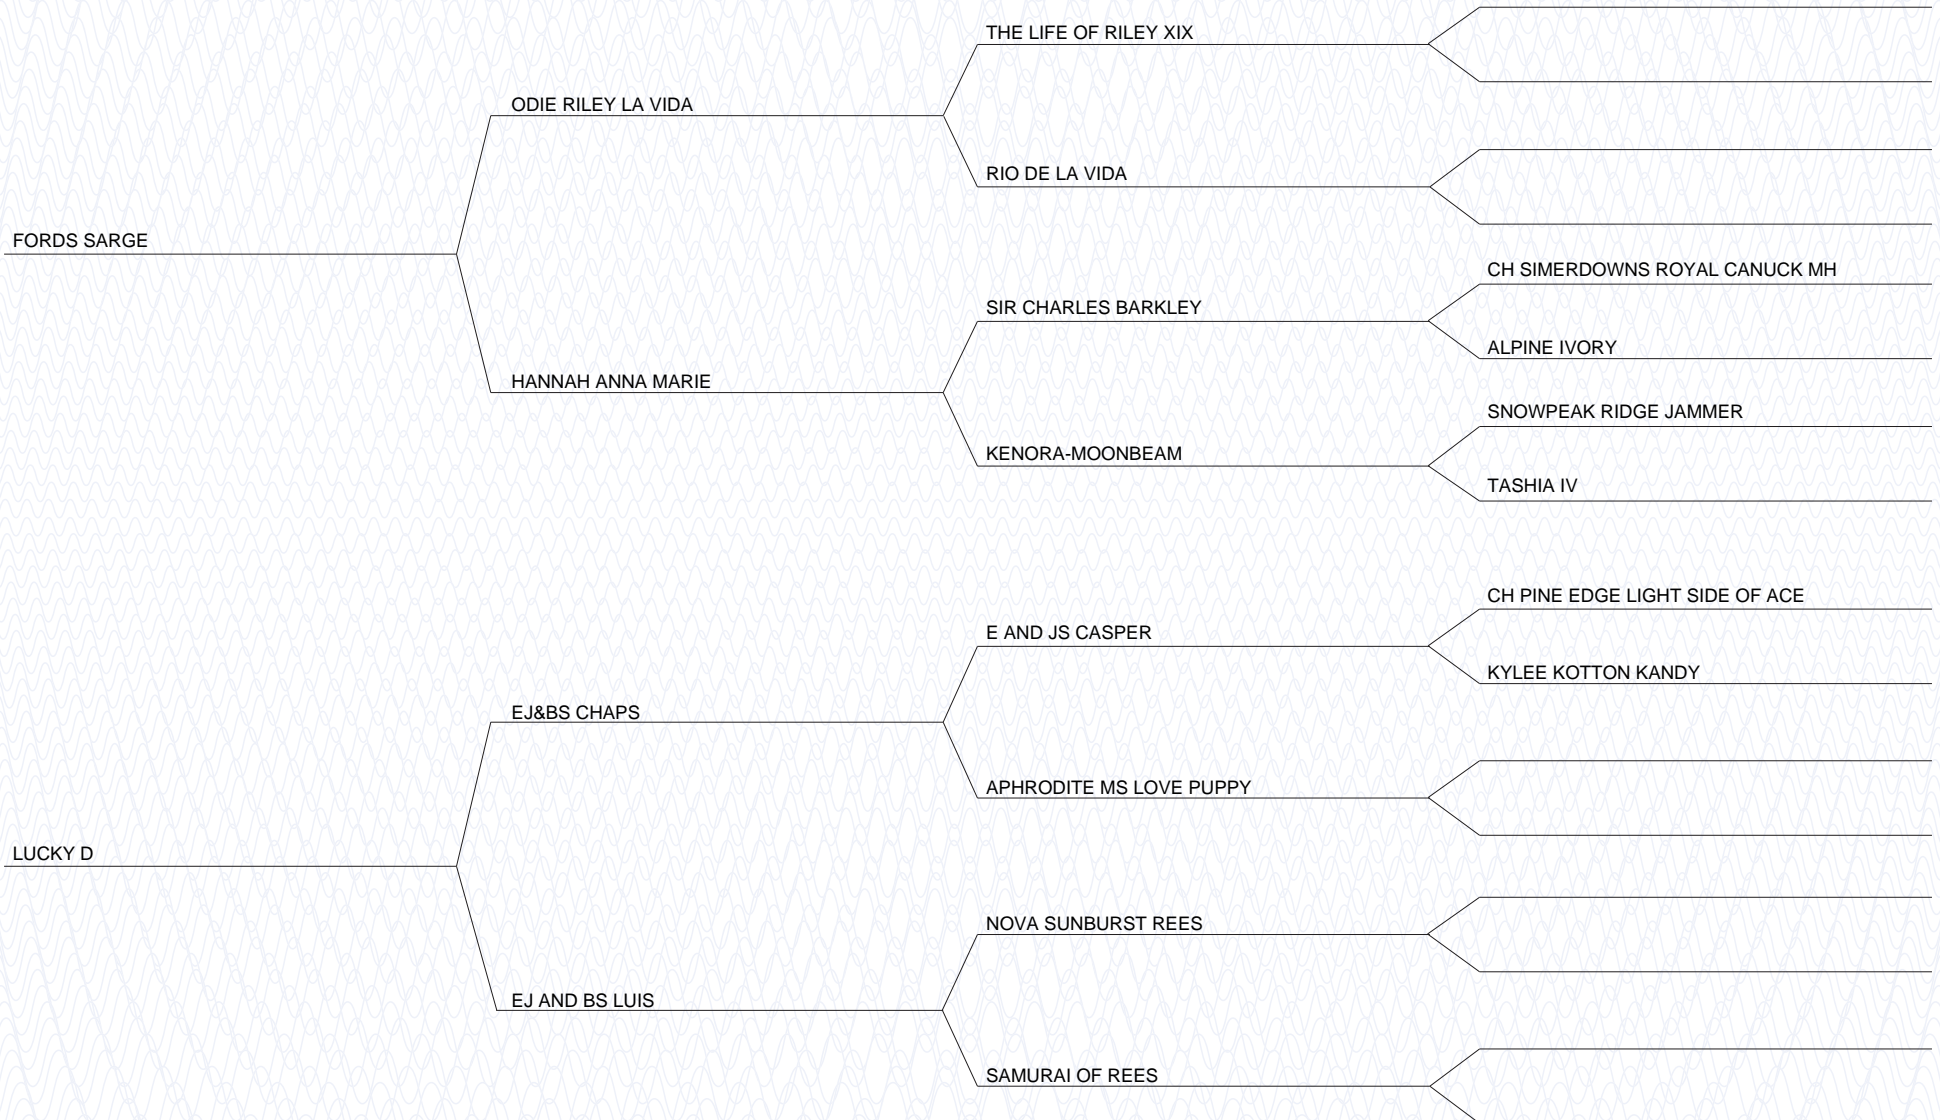 THE LIFE OF RILEY XIX
ODIE RILEY LA VIDA
RIO DE LA VIDA
FORDS SARGE
CH SIMERDOWNS ROYAL CANUCK MH
SIR CHARLES BARKLEY
ALPINE IVORY
HANNAH ANNA MARIE
SNOWPEAK RIDGE JAMMER
KENORA-MOONBEAM
TASHIA IV
CH PINE EDGE LIGHT SIDE OF ACE
E AND JS CASPER
KYLEE KOTTON KANDY
EJ&BS CHAPS
APHRODITE MS LOVE PUPPY
LUCKY D
NOVA SUNBURST REES
EJ AND BS LUIS
SAMURAI OF REES